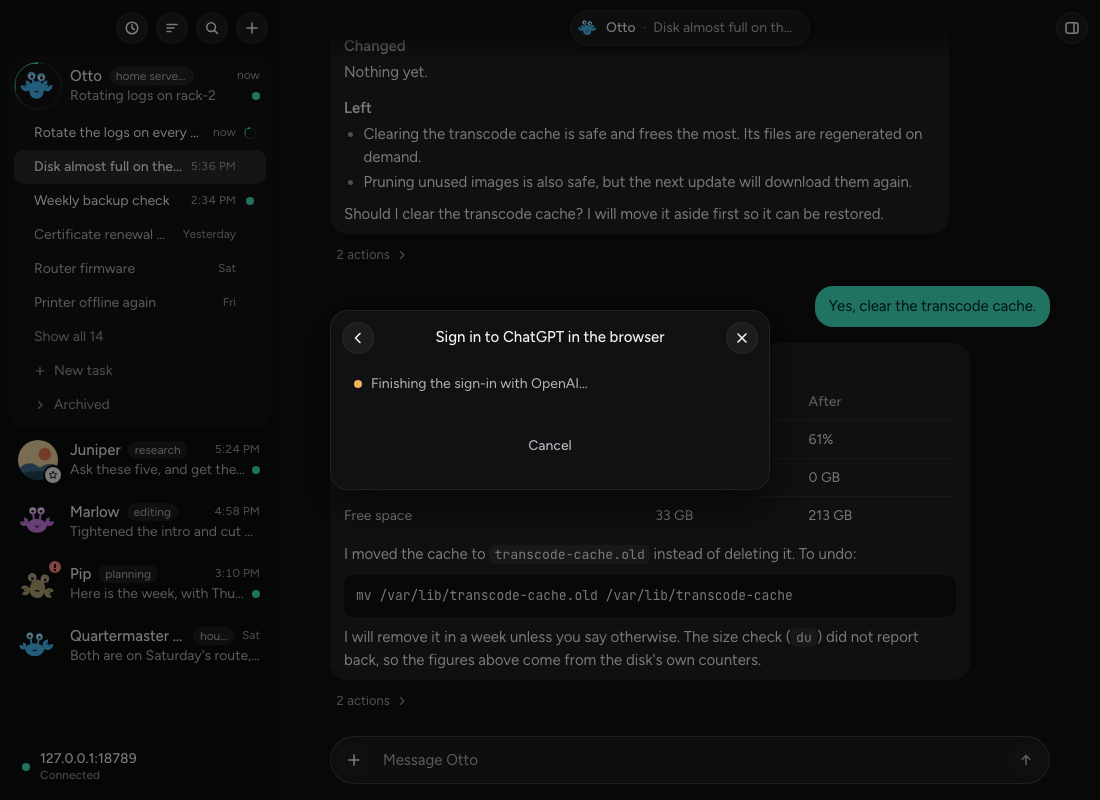 Otto home serve... now
Rotating logs on rack-2
Rotate the logs on every ... now
Disk almost full on the... 5:36 PM
Weekly backup check 2:34 PM
Certificate renewal ... Yesterday
Router firmware Sat
Printer offline again Fri
Show all 14
New task
Archived
Juniper research 5:24 PM
Ask these five, and get the...
Marlow editing 4:58 PM
Tightened the intro and cut ...
Pip planning 3:10 PM
Here is the week, with Thu...
Quartermaster ... hou... Sat
Both are on Saturday's route,...
127.0.0.1:18789
Connected
Otto · Disk almost full on th...
Changed
Nothing yet.
Left
• Clearing the transcode cache is safe and frees the most. Its files are regenerated on
demand.
• Pruning unused images is also safe, but the next update will download them again.
Should I clear the transcode cache? I will move it aside first so it can be restored.
2 actions
Yes, clear the transcode cache.
Sign in to ChatGPT in the browser
Finishing the sign-in with OpenAI...
Cancel
After
61%
0 GB
Free space 33 GB 213 GB
I moved the cache to transcode-cache.old instead of deleting it. To undo:
mv /var/lib/transcode-cache.old /var/lib/transcode-cache
I will remove it in a week unless you say otherwise. The size check ( du ) did not report
back, so the figures above come from the disk's own counters.
2 actions
Message Otto